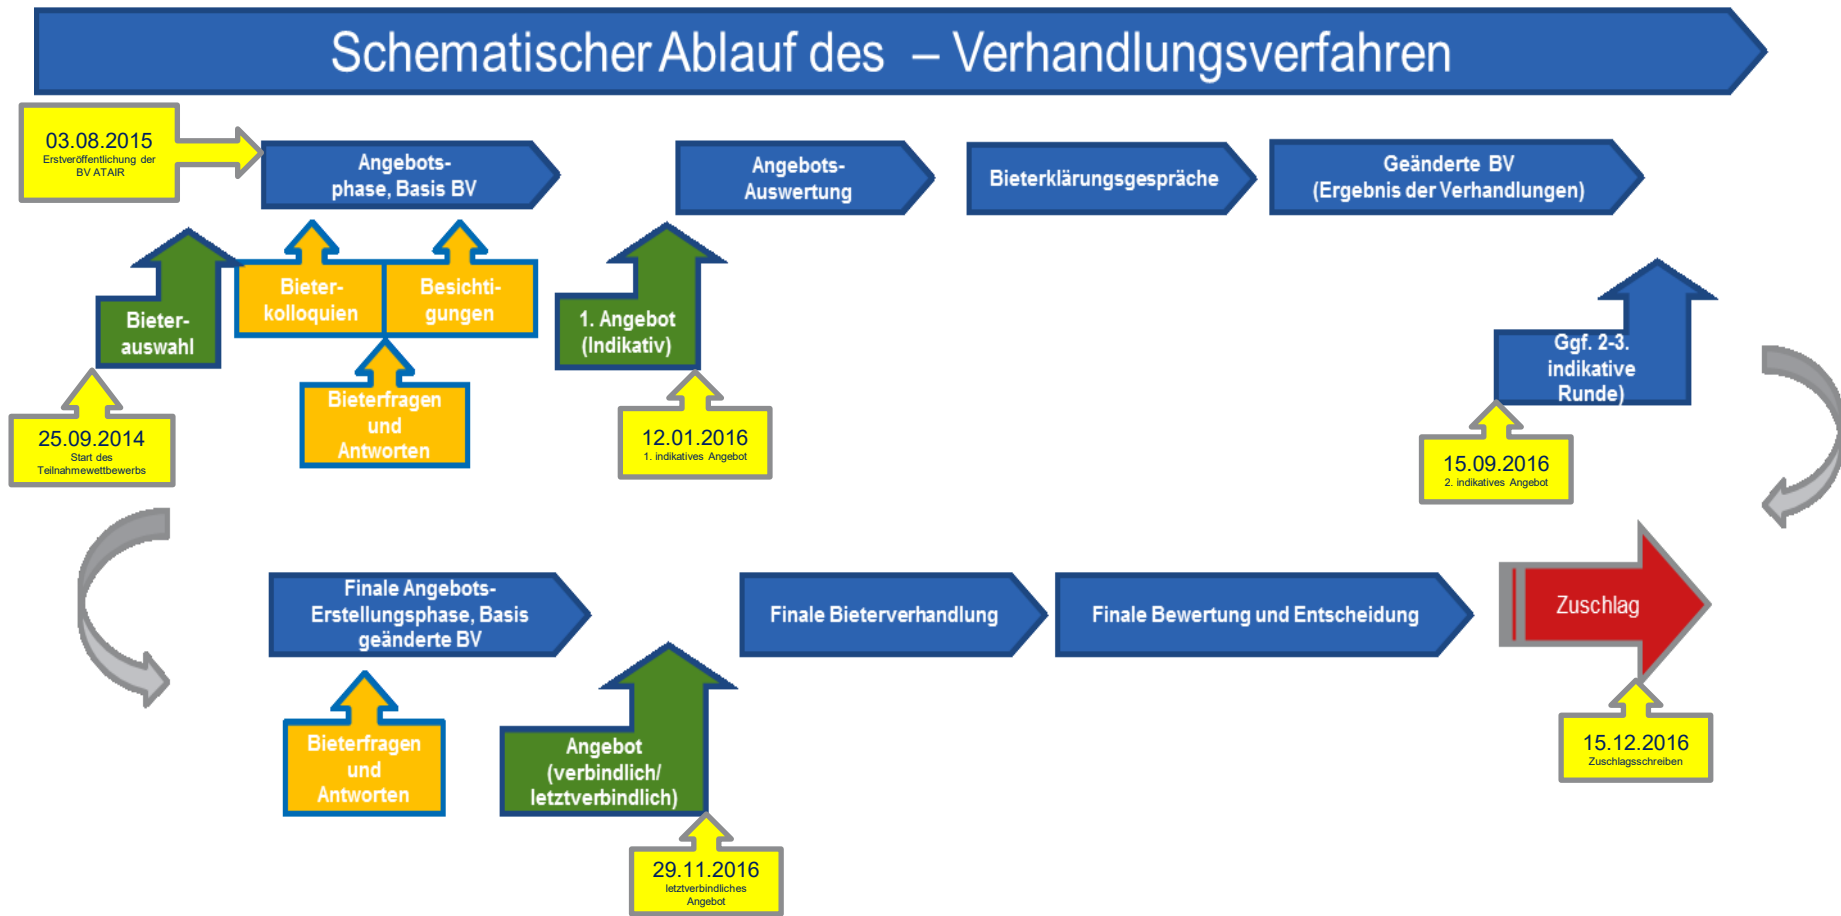 Schematischer Ablauf des – Verhandlungsverfahren
03.08.2015
Erstveröffentlichung der
BV ATAIR
Angebots-
phase, Basis BV
Angebots-
Auswertung
Bieterklärungsgespräche
Geänderte BV
(Ergebnis der Verhandlungen)
Bieter-
auswahl
Bieter-
kolloquien
Besichti-
gungen
1. Angebot
(Indikativ)
Ggf. 2-3.
indikative
Runde)
Bieterfragen
und
Antworten
25.09.2014
Start des
Teilnahmewettbewerbs
12.01.2016
1. indikatives Angebot
15.09.2016
2. indikatives Angebot
Finale Angebots-
Erstellungsphase, Basis
geänderte BV
Finale Bieterverhandlung
Finale Bewertung und Entscheidung
Zuschlag
Bieterfragen
und
Antworten
Angebot
(verbindlich/
letztverbindlich)
15.12.2016
Zuschlagsschreiben
29.11.2016
letztverbindliches
Angebot